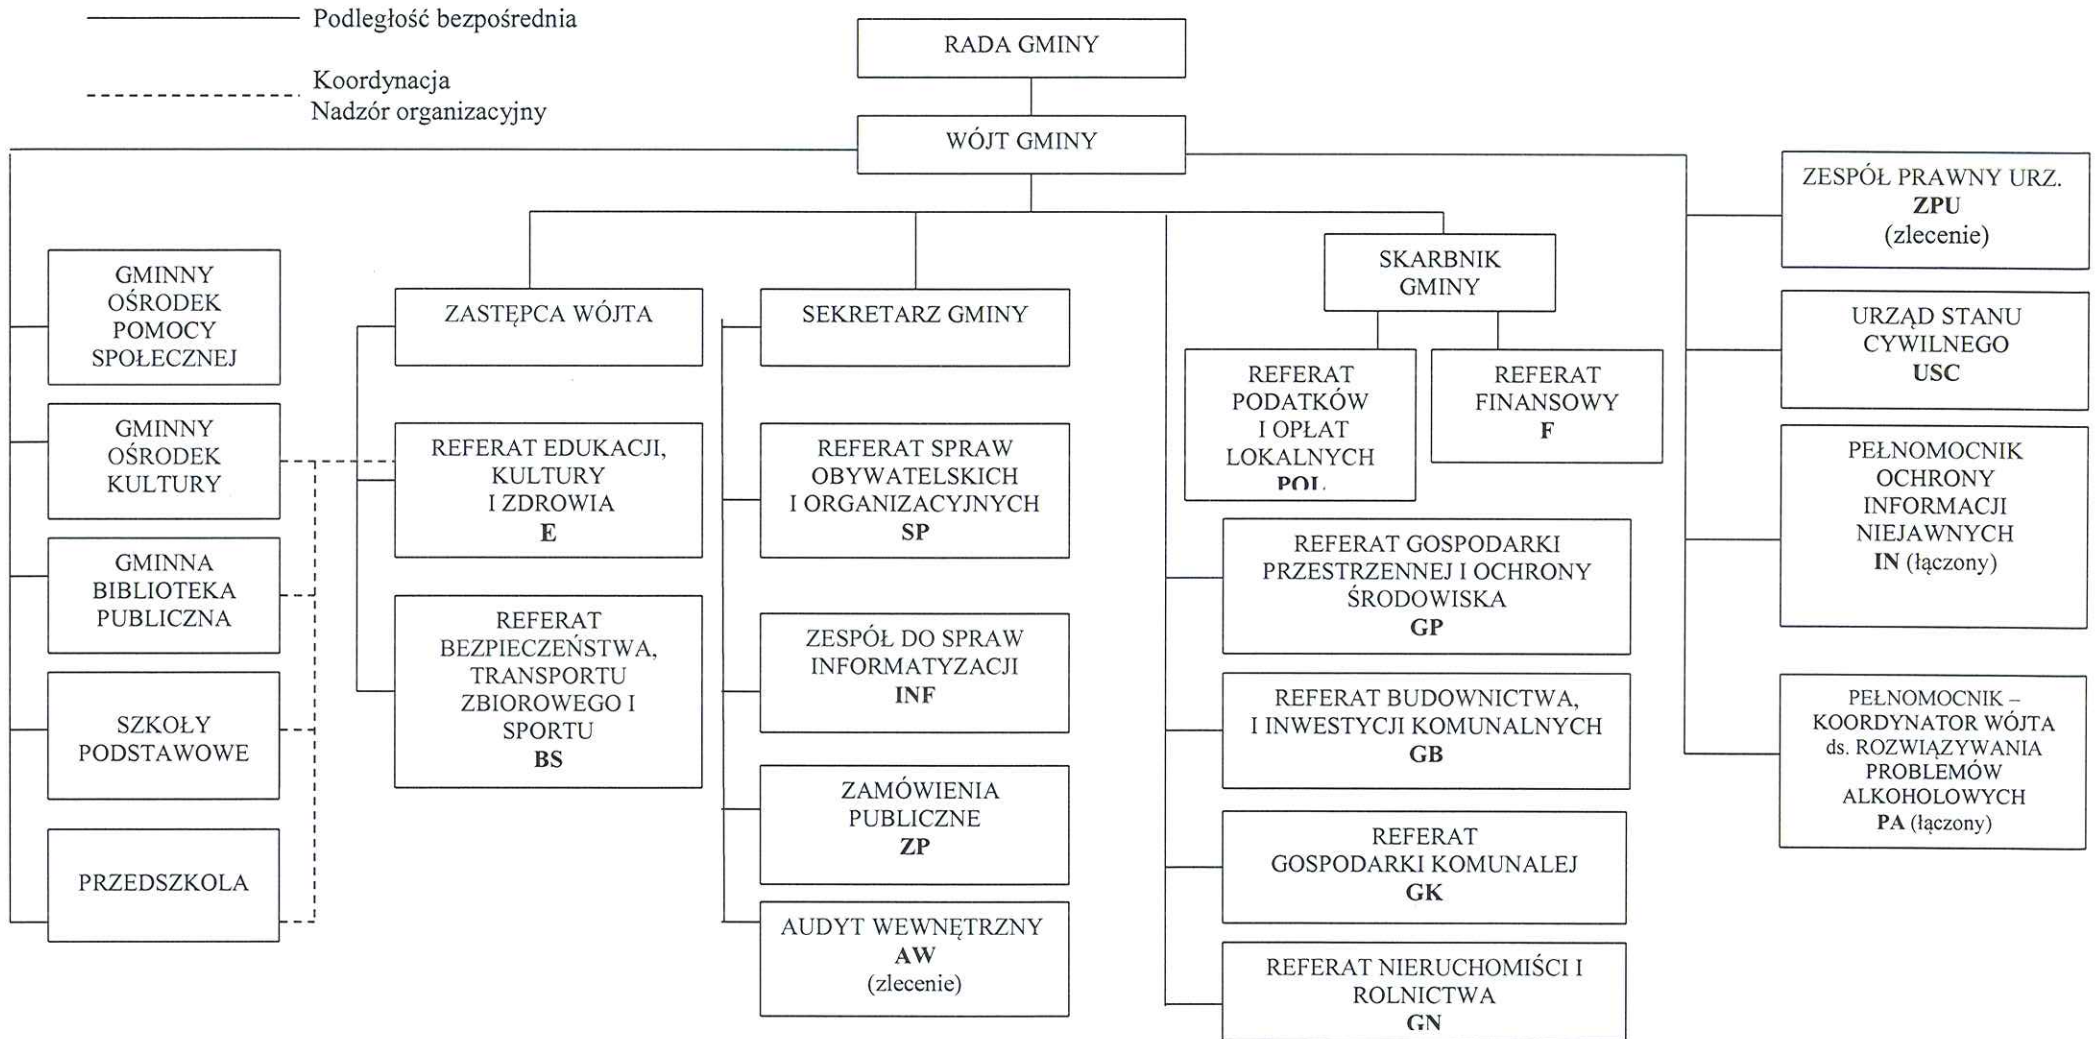 Podległość bezpośrednia
Koordynacja
Nadzór organizacyjny
RADA GMINY
WÓJT GMINY
GMINNY
OŚRODEK
POMOCY
SPOŁECZNEJ
GMINNY
OŚRODEK
KULTURY
GMINNA
BIBLIOTEKA
PUBLICZNA
SZKOŁY
PODSTAWOWE
PRZEDSZKOLA
ZASTĘPCA WÓJTA
REFERAT EDUKACJI,
KULTURY
I ZDROWIA
E
REFERAT
BEZPIECZEŃSTWA,
TRANSPORTU
ZBIOROWEGO I
SPORTU
BS
SEKRETARZ GMINY
REFERAT SPRAW
OBYWATELSKICH
I ORGANIZACYJNYCH
SP
ZESPÓŁ DO SPRAW
INFORMATYZACJI
INF
ZAMÓWIENIA
PUBLICZNE
ZP
AUDYT WEWNĘTRZNY
AW
(zlecenie)
SKARBNIK
GMINY
REFERAT
PODATKÓW
I OPŁAT
LOKALNYCH
POL
REFERAT
FINANSOWY
F
REFERAT GOSPODARKI
PRZESTRZENNEJ I OCHRONY
ŚRODOWISKA
GP
REFERAT BUDOWNICTWA,
I INWESTYCJI KOMUNALNYCH
GB
REFERAT
GOSPODARKI KOMUNALEJ
GK
REFERAT NIERUCHOMIŚCI I
ROLNICTWA
GN
ZESPÓŁ PRAWNY URZ.
ZPU
(zlecenie)
URZĄD STANU
CYWILNEGO
USC
PEŁNOMOCNIK
OCHRONY
INFORMACJI
NIEJAWNYCH
IN (łączony)
PEŁNOMOCNIK –
KOORDYNATOR WÓJTA
ds. ROZWIĄZYWANIA
PROBLEMÓW
ALKOHOLOWYCH
PA (łączony)